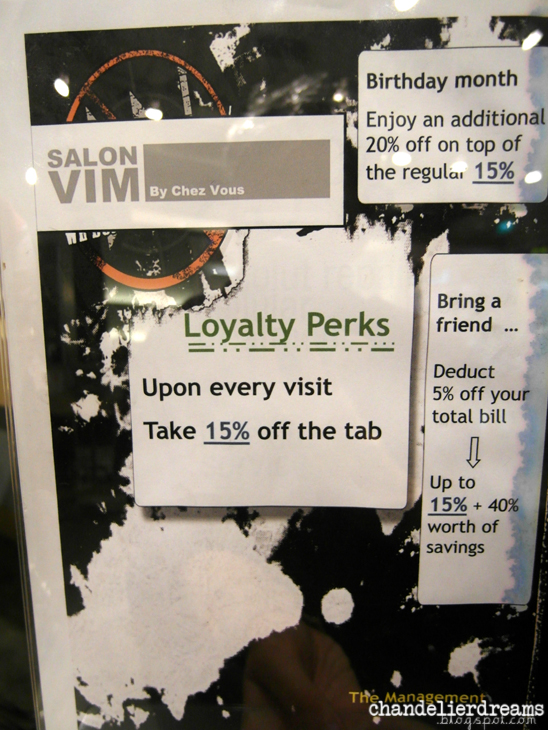 SALON
VIM
By Chez Vous
Birthday month
Enjoy an additional
20% off on top of
the regular 15%
Loyalty Perks
Upon every visit
Take 15% off the tab
Bring a
friend ...
Deduct
5% off your
total bill
Up to
15% + 40%
worth of
savings
The Management
chandelierdreams
.blogspot.com